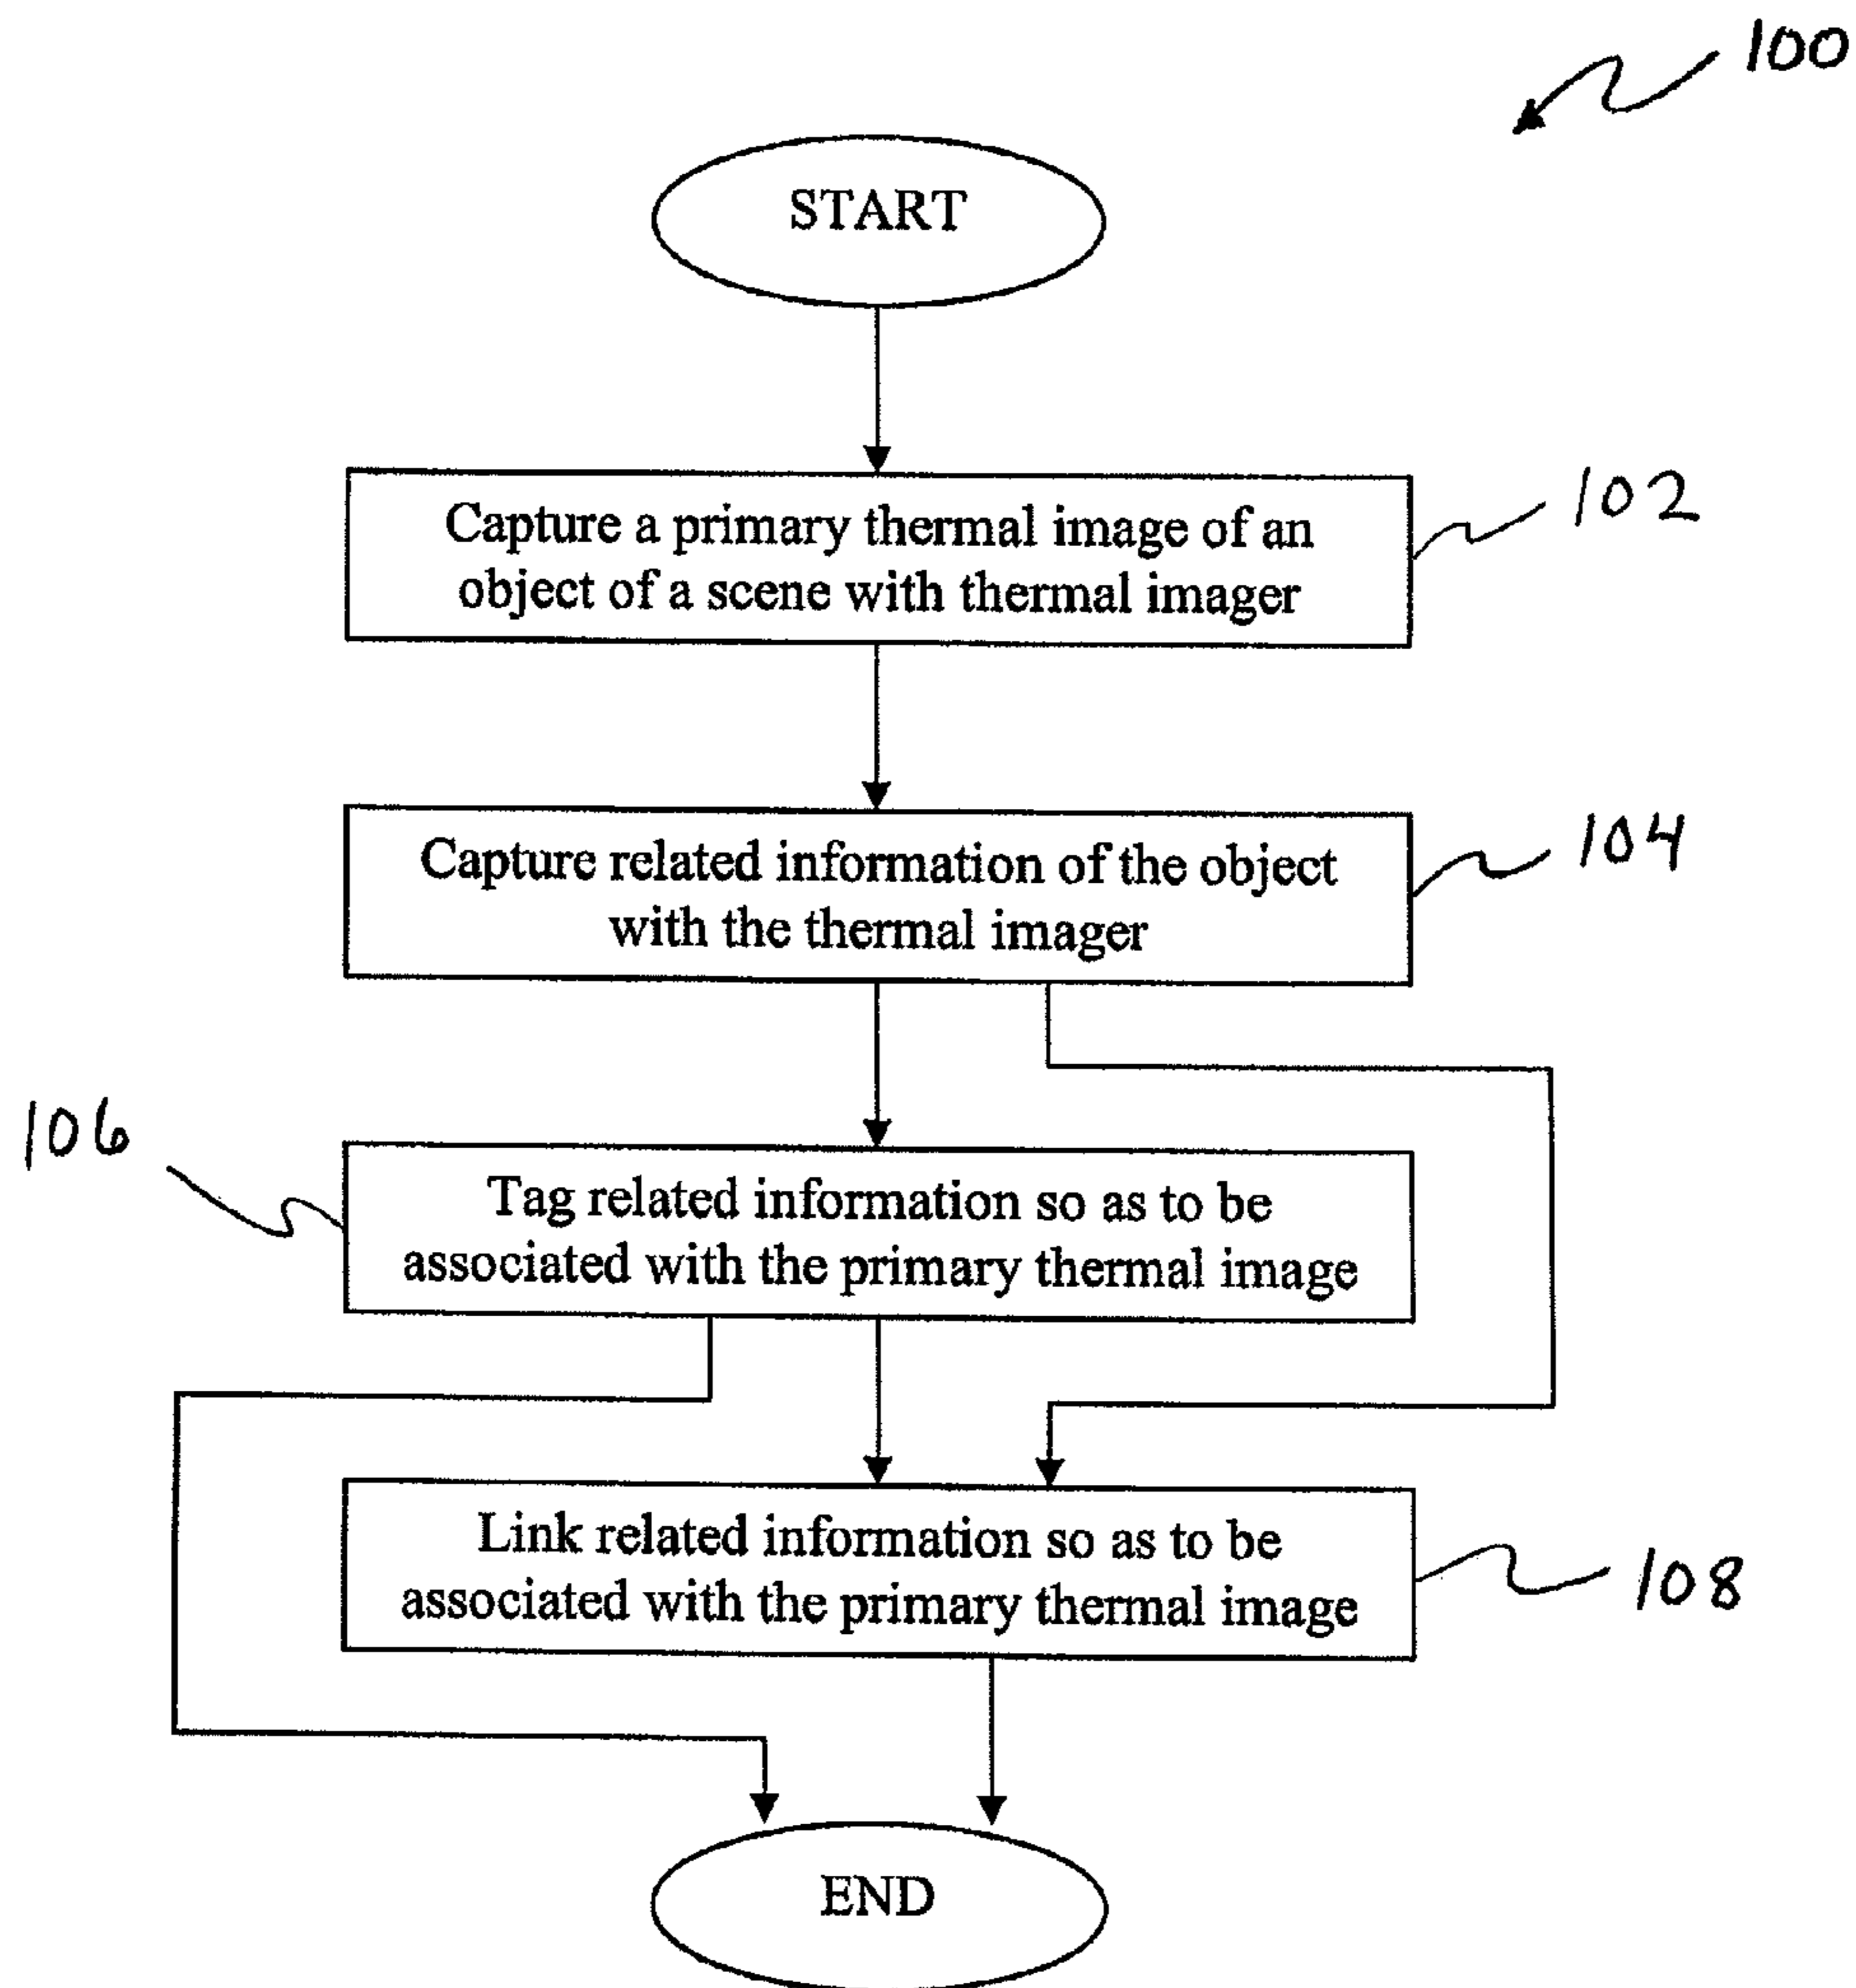 100
START
Capture a primary thermal image of an
object of a scene with thermal imager
102
Capture related information of the object
with the thermal imager
104
106
Tag related information so as to be
associated with the primary thermal image
Link related information so as to be
associated with the primary thermal image
108
END